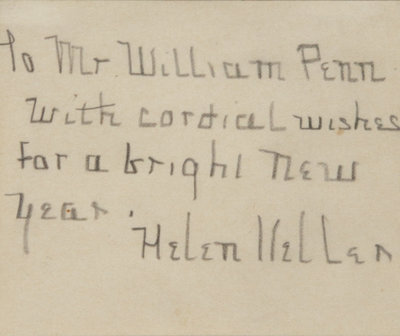 To Mr. William Penn
with cordial wishes
for a bright New
year.
Helen Keller